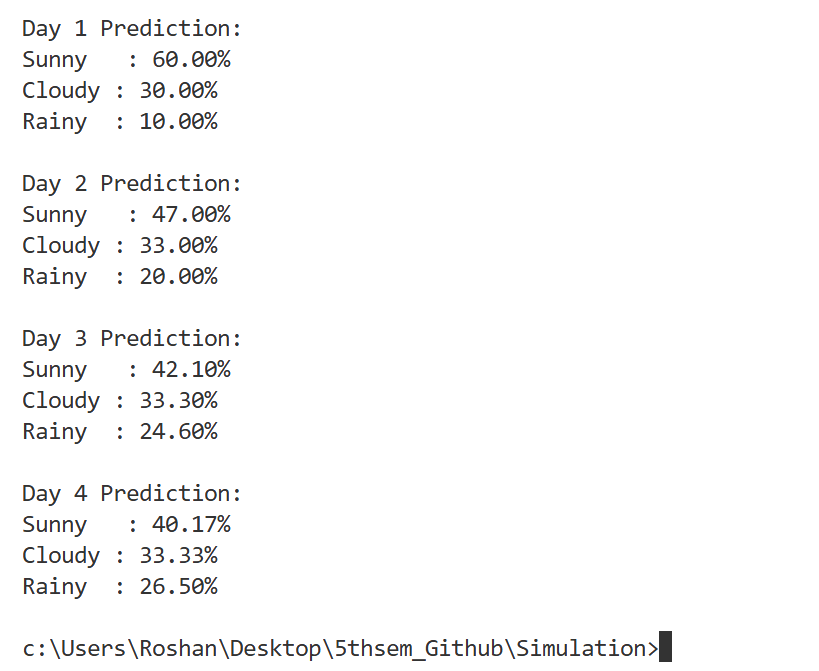 Day 1 Prediction:
Sunny   : 60.00%
Cloudy : 30.00%
Rainy  : 10.00%

Day 2 Prediction:
Sunny   : 47.00%
Cloudy : 33.00%
Rainy  : 20.00%

Day 3 Prediction:
Sunny   : 42.10%
Cloudy : 33.30%
Rainy  : 24.60%

Day 4 Prediction:
Sunny   : 40.17%
Cloudy : 33.33%
Rainy  : 26.50%

c:\Users\Roshan\Desktop\5thsem_Github\Simulation>